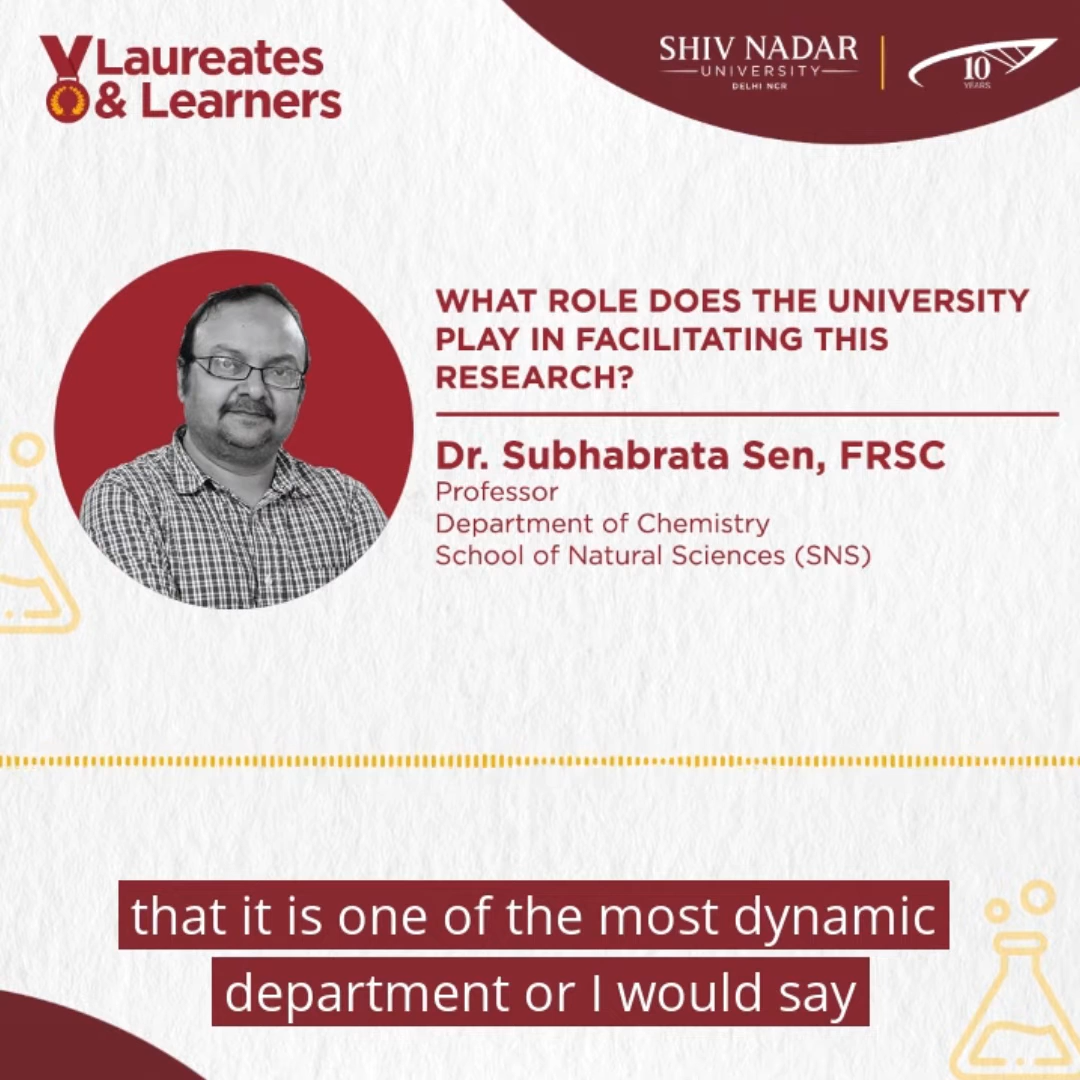 Laureates
& Learners
SHIV NADAR
UNIVERSITY
DELHI NCR
10
YEARS
WHAT ROLE DOES THE UNIVERSITY
PLAY IN FACILITATING THIS
RESEARCH?
Dr. Subhabrata Sen, FRSC
Professor
Department of Chemistry
School of Natural Sciences (SNS)
that it is one of the most dynamic
department or I would say